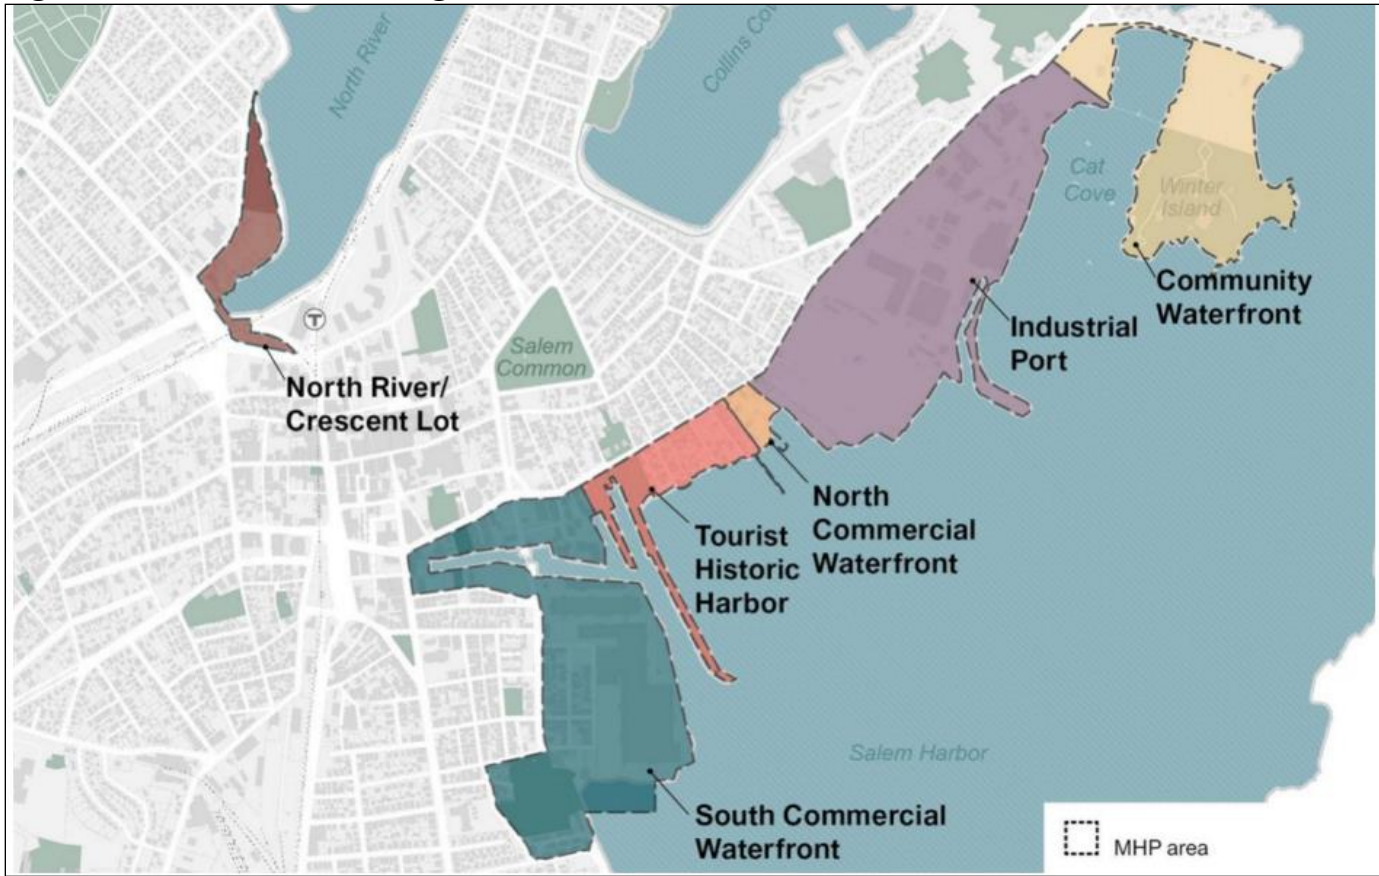 North River
Collins Cov
Cat
Cove
Winter
Island
Community
Waterfront
Industrial
Port
T
Salem
Common
North River/
Crescent Lot
North
Commercial
Waterfront
Tourist
Historic
Harbor
Salem Harbor
South Commercial
Waterfront
MHP area